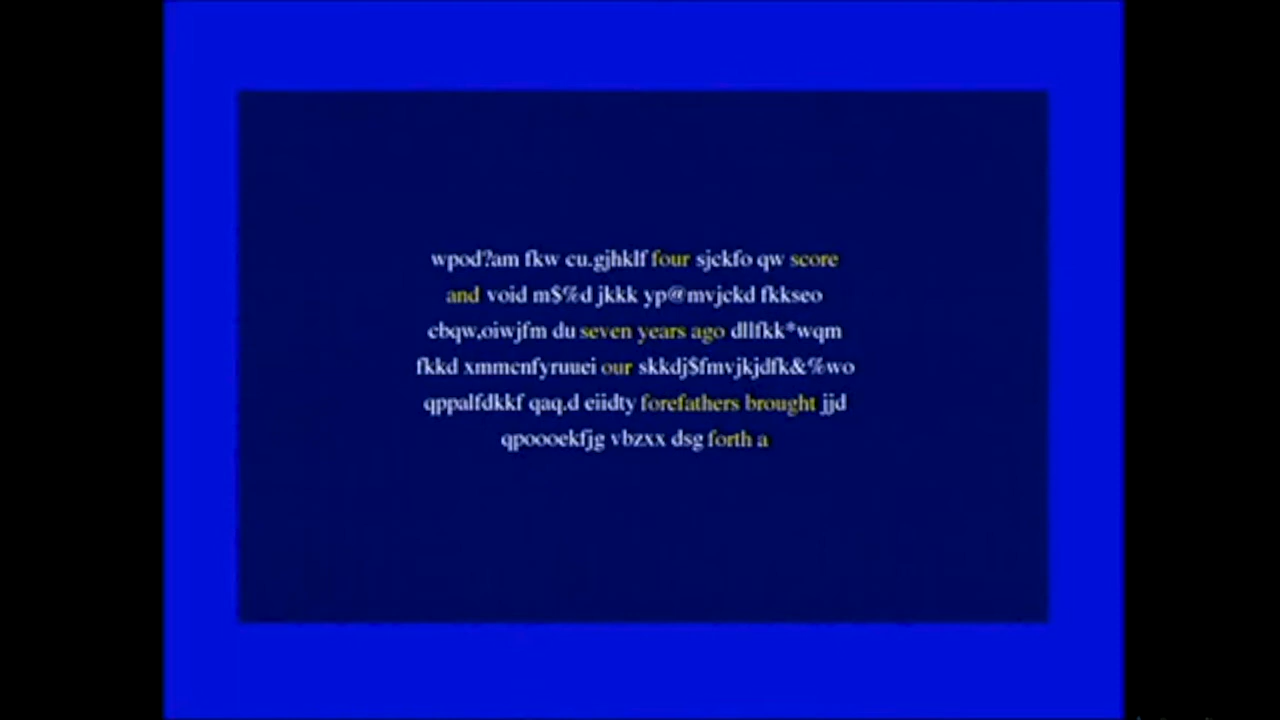 wpod?am fkw cu.gjhklf four sjckfo qw score
and void m$%d jkkk yp@mvjckd fkkseo
cbqw,oiwjfm du seven years ago dllfkk*wqm
fkkd xmmcnfyruuei our skkdj$fmvjkjdfk&%wo
qppalfdkkf qaq.d eiidty forefathers brought jjd
qpoooekfjg vbzxx dsg forth a